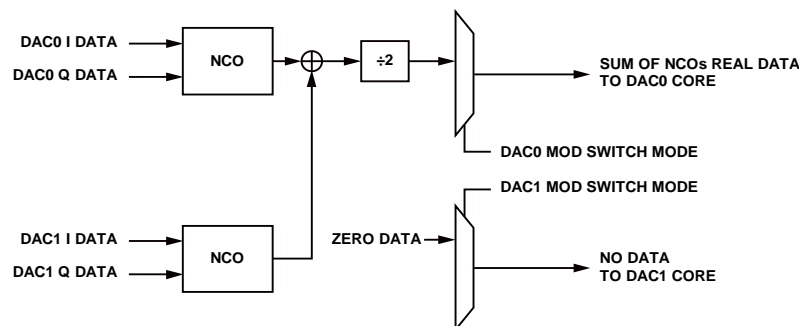 DAC0 I DATA
DAC0 Q DATA
NCO
÷2
SUM OF NCOs REAL DATA
TO DAC0 CORE
DAC0 MOD SWITCH MODE
DAC1 MOD SWITCH MODE
DAC1 I DATA
DAC1 Q DATA
NCO
ZERO DATA
NO DATA
TO DAC1 CORE